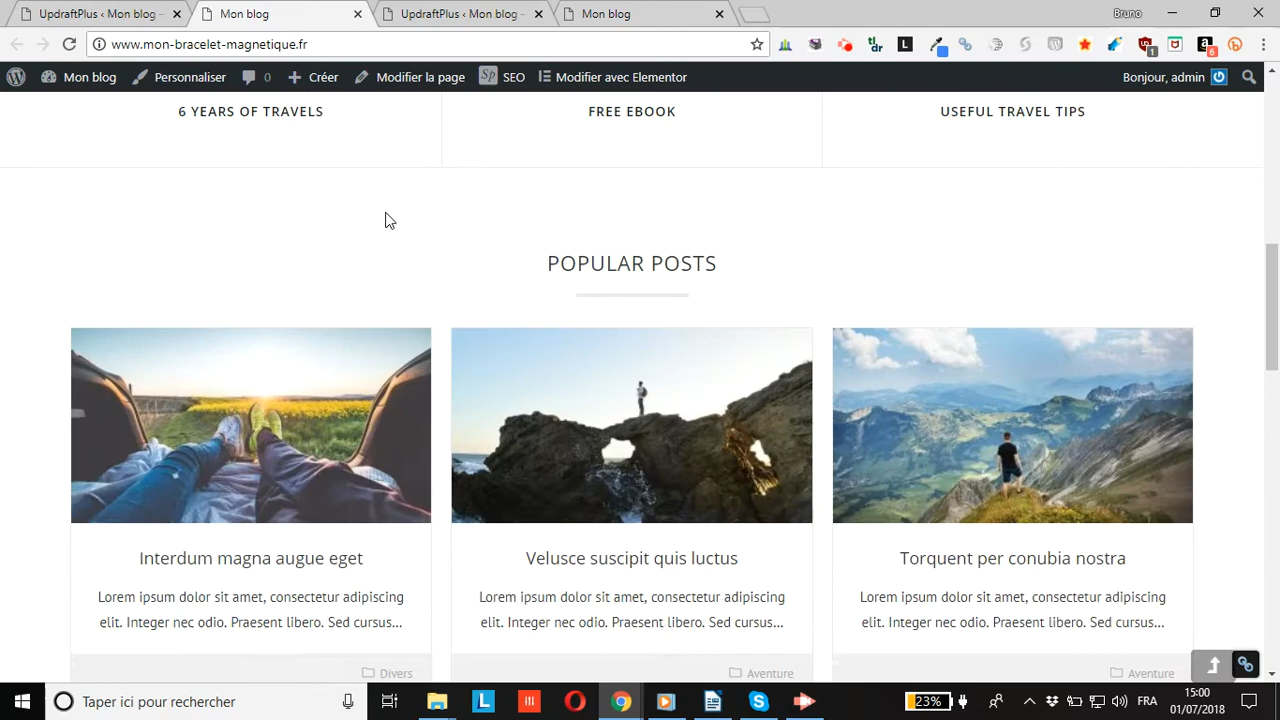 UpdraftPlus ‹ Mon blog –
Mon blog
UpdraftPlus ‹ Mon blog –
Mon blog
Bruno
www.mon-bracelet-magnetique.fr
Mon blog
Personnaliser
0
Créer
Modifier la page
SEO
Modifier avec Elementor
Bonjour, admin
6 YEARS OF TRAVELS
FREE EBOOK
USEFUL TRAVEL TIPS
POPULAR POSTS
Interdum magna augue eget
Lorem ipsum dolor sit amet, consectetur adipiscing
elit. Integer nec odio. Praesent libero. Sed cursus...
Divers
Velusce suscipit quis luctus
Lorem ipsum dolor sit amet, consectetur adipiscing
elit. Integer nec odio. Praesent libero. Sed cursus...
Aventure
Torquent per conubia nostra
Lorem ipsum dolor sit amet, consectetur adipiscing
elit. Integer nec odio. Praesent libero. Sed cursus...
Aventure
Taper ici pour rechercher
23%
FRA
15:00
01/07/2018